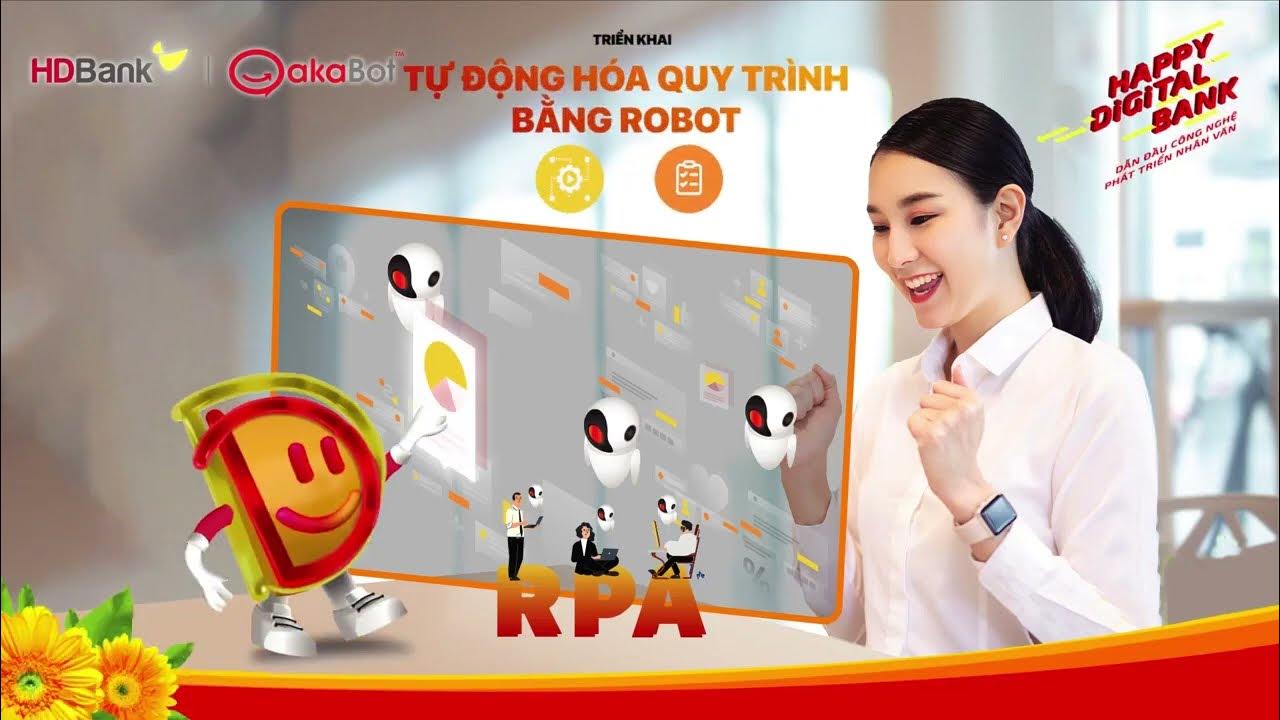 HDBank
akaBot™
TRIỂN KHAI
TỰ ĐỘNG HÓA QUY TRÌNH
BẰNG ROBOT
HAPPY
DiGiTAL
BANK
DẪN ĐẦU CÔNG NGHỆ
PHÁT TRIỂN NHÂN VĂN
%
RPA